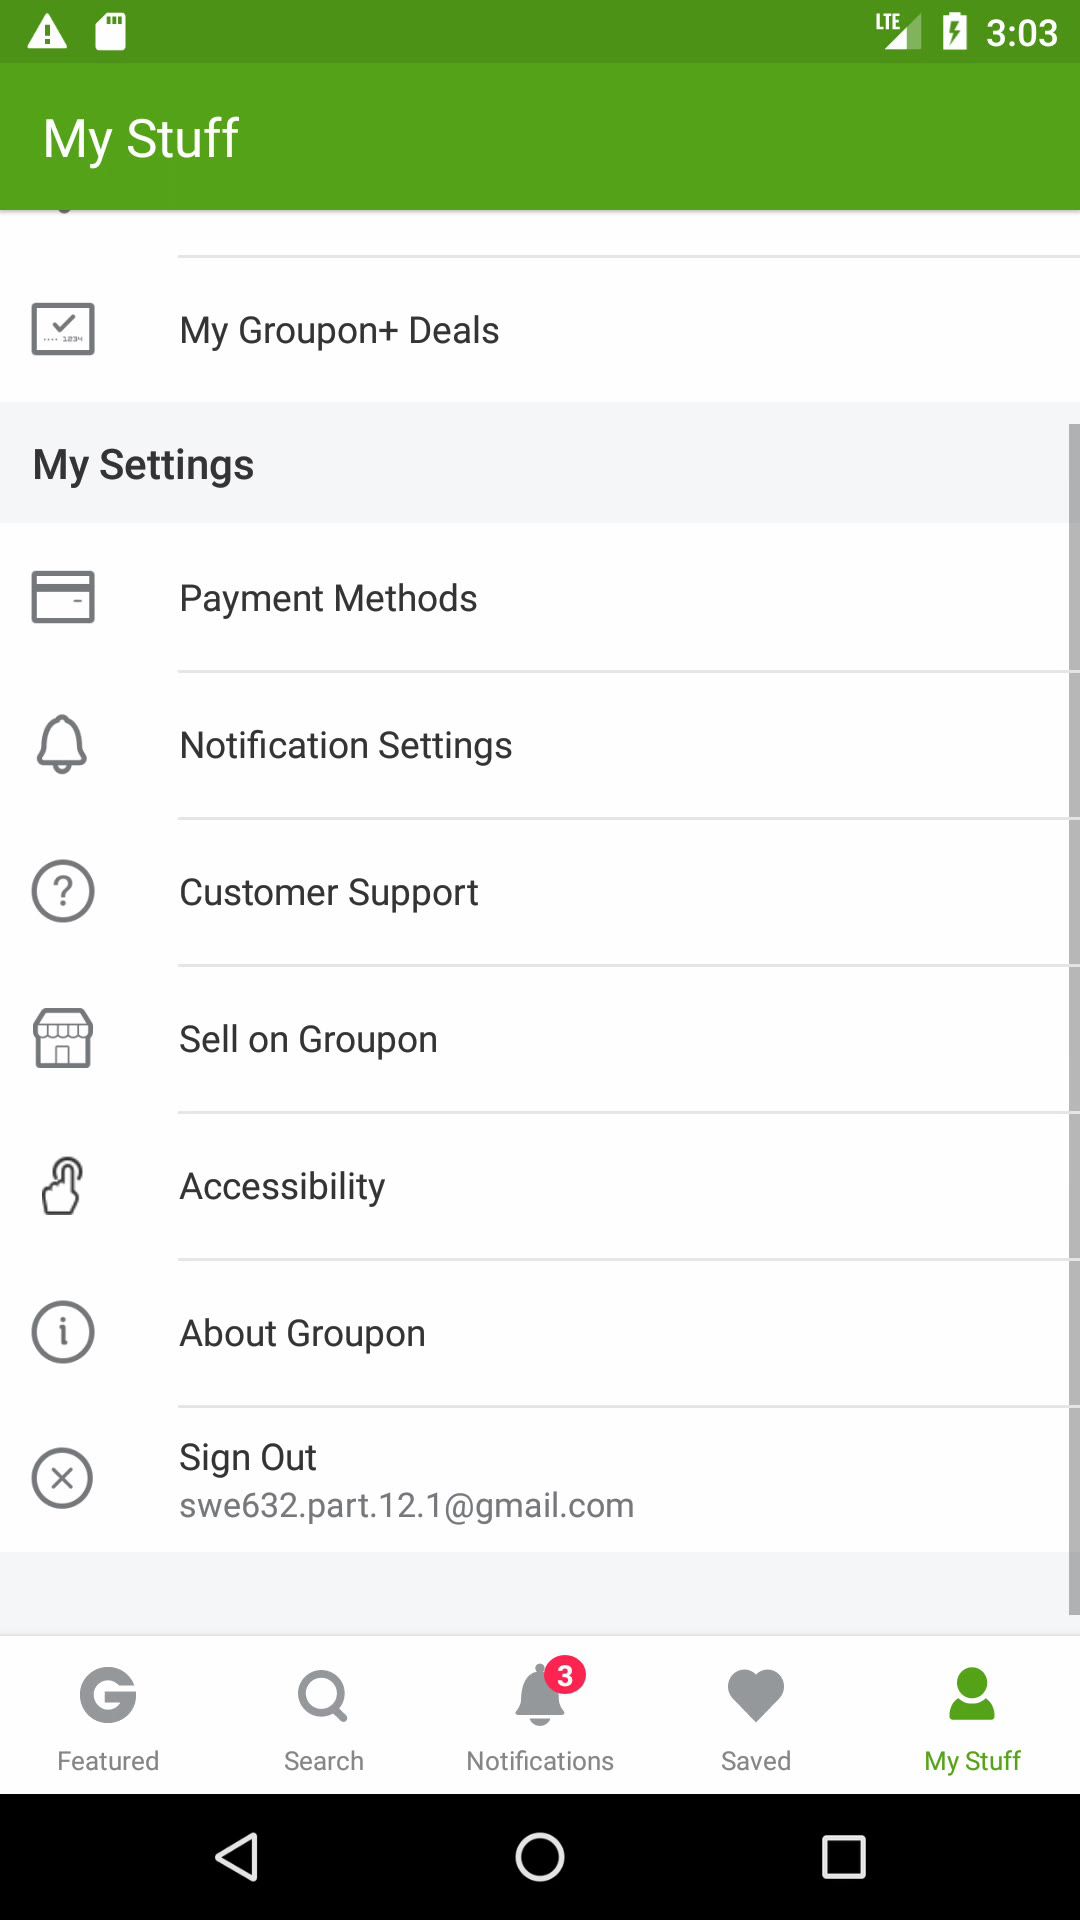 LTE 3:03
My Stuff
1234
My Groupon+ Deals
My Settings
Payment Methods
Notification Settings
? Customer Support
Sell on Groupon
Accessibility
i About Groupon
Sign Out
swe632.part.12.1@gmail.com
G 3
Featured Search Notifications Saved My Stuff